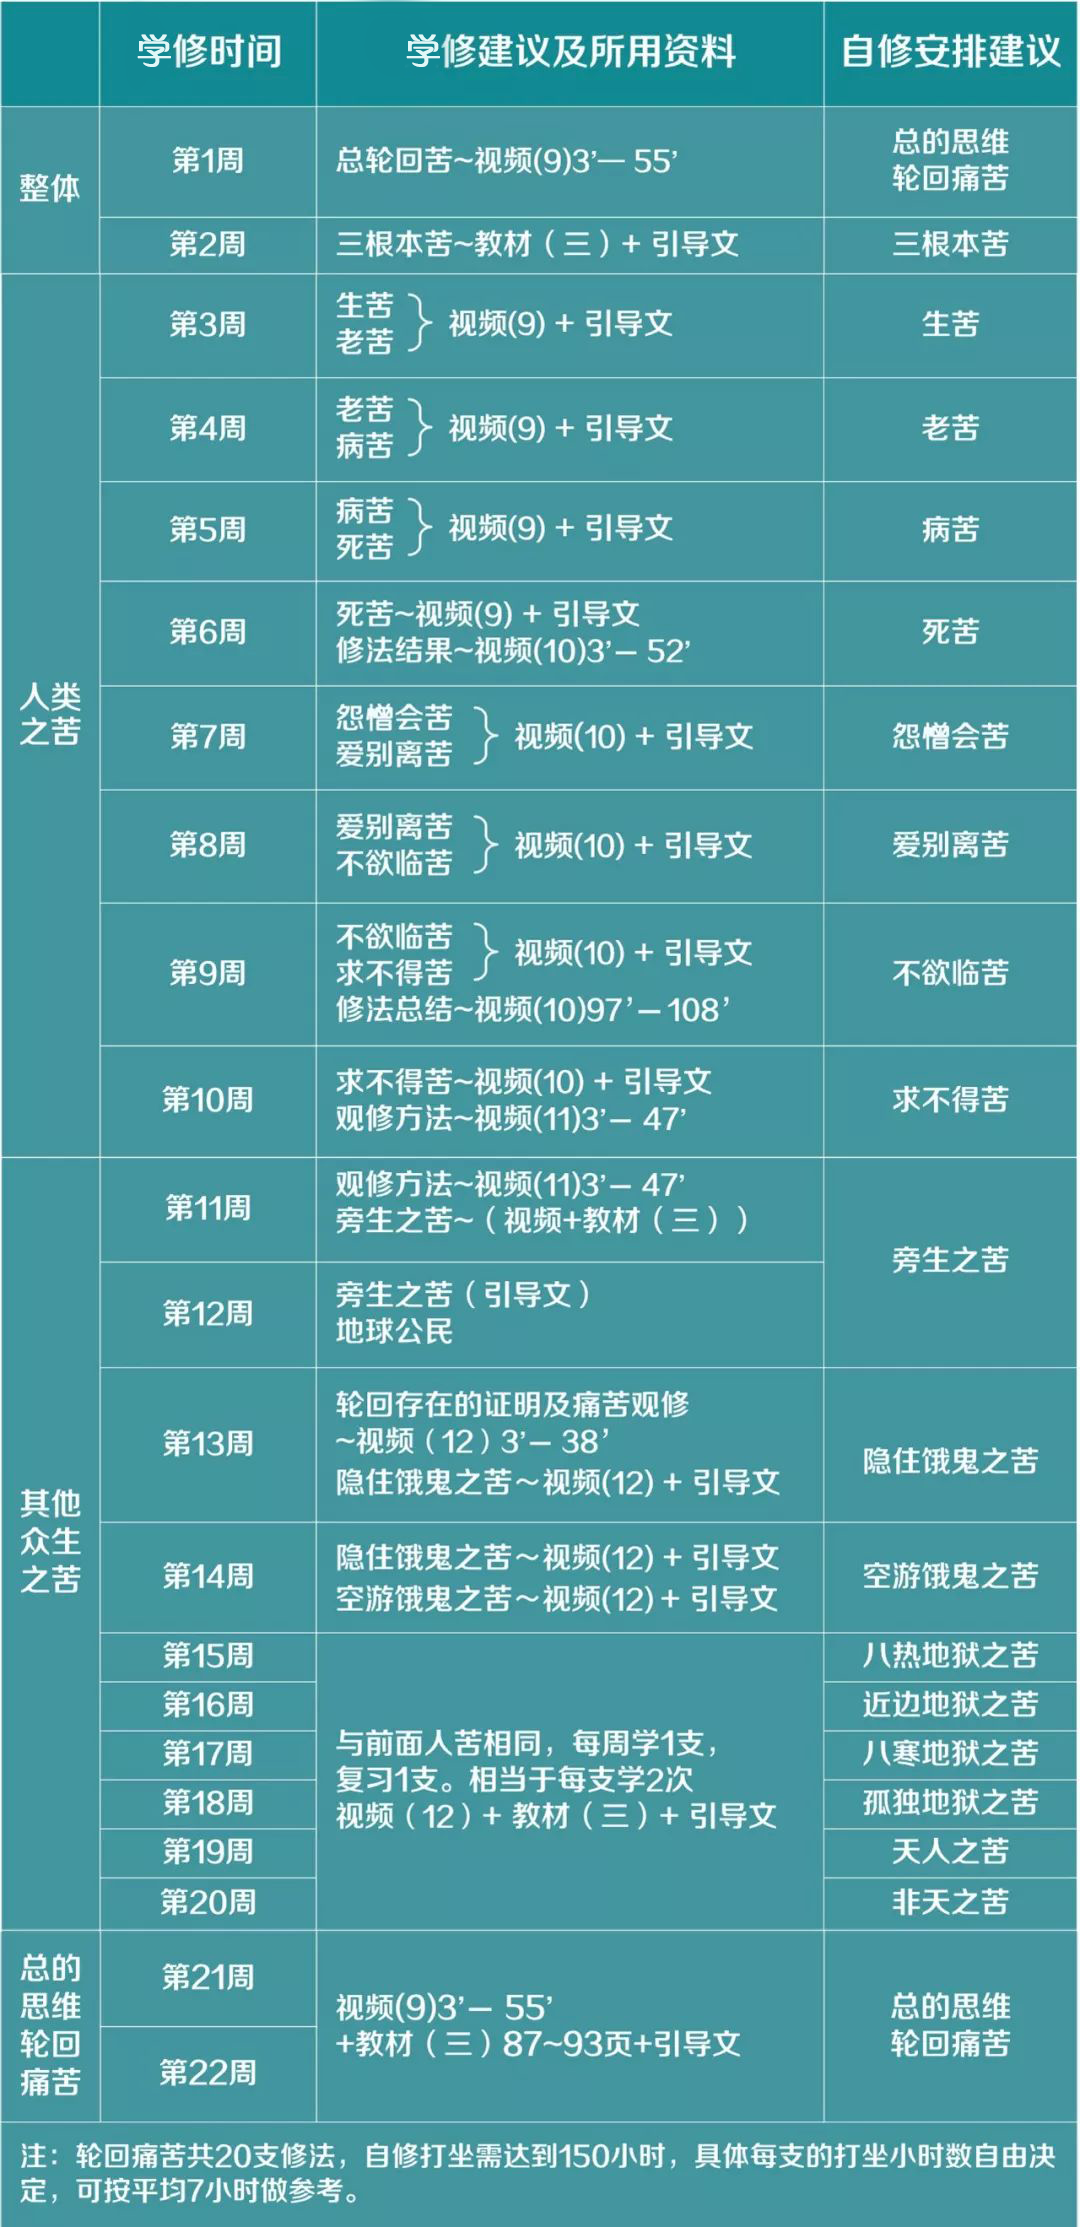 学修时间
学修建议及所用资料
自修安排建议
整体
第1周
总轮回苦~视频(9)3’— 55’
总的思维
轮回痛苦
第2周
三根本苦~教材（三）+ 引导文
三根本苦
人类
之苦
第3周
生苦
老苦
视频(9) + 引导文
生苦
第4周
老苦
病苦
视频(9) + 引导文
老苦
第5周
病苦
死苦
视频(9) + 引导文
病苦
第6周
死苦~视频(9) + 引导文
修法结果~视频(10)3’— 52’
死苦
第7周
怨憎会苦
爱别离苦
视频(10) + 引导文
怨憎会苦
第8周
爱别离苦
不欲临苦
视频(10) + 引导文
爱别离苦
第9周
不欲临苦
求不得苦
视频(10) + 引导文
修法总结~视频(10)97’— 108’
不欲临苦
第10周
求不得苦~视频(10) + 引导文
观修方法~视频(11)3’— 47’
求不得苦
其他
众生
之苦
第11周
观修方法~视频(11)3’— 47’
旁生之苦~（视频+教材（三））
旁生之苦
第12周
旁生之苦（引导文）
地球公民
第13周
轮回存在的证明及痛苦观修
~视频（12）3’— 38’
隐住饿鬼之苦～视频(12) + 引导文
隐住饿鬼之苦
第14周
隐住饿鬼之苦～视频(12) + 引导文
空游饿鬼之苦～视频(12) + 引导文
空游饿鬼之苦
第15周
八热地狱之苦
第16周
近边地狱之苦
第17周
与前面人苦相同，每周学1支，
复习1支。相当于每支学2次
视频（12）+ 教材（三）+ 引导文
八寒地狱之苦
第18周
孤独地狱之苦
第19周
天人之苦
第20周
非天之苦
总的
思维
轮回
痛苦
第21周
视频(9)3’— 55’
+教材（三）87~93页+引导文
总的思维
轮回痛苦
第22周
注：轮回痛苦共20支修法，自修打坐需达到150小时，具体每支的打坐小时数自由决
定，可按平均7小时做参考。